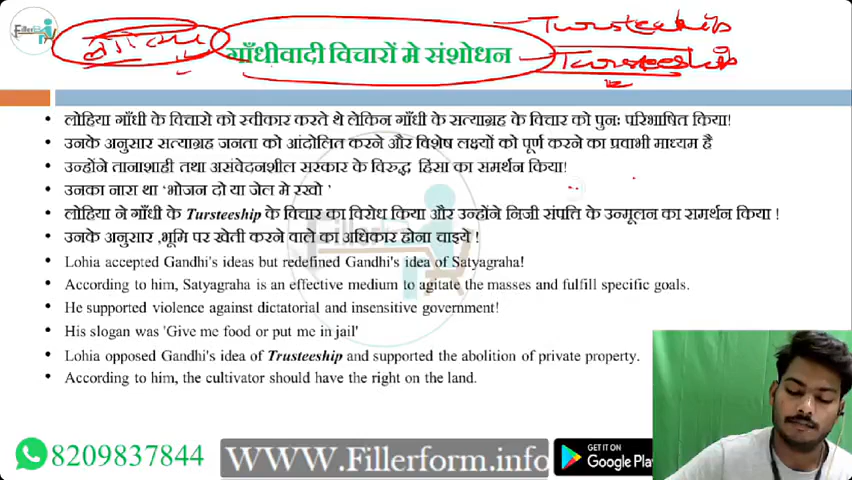 Fillerform
Tursteeship
गाँधीवादी विचारों मे संशोधन
Tursteeship
• लोहिया गाँधी के विचारो को स्वीकार करते थे लेकिन गाँधी के सत्याग्रह के विचार को पुनः परिभाषित किया!
• उनके अनुसार सत्याग्रह जनता को आंदोलित करने और विशेष लक्ष्यों को पूर्ण करने का प्रवाभी माध्यम है
• उन्होंने तानाशाही तथा असंवेदनशील सरकार के विरुद्ध हिंसा का समर्थन किया!
• उनका नारा था 'भोजन दो या जेल मे रखो '
• लोहिया ने गाँधी के Tursteeship के विचार का विरोध किया और उन्होंने निजी संपति के उन्मूलन का समर्थन किया !
• उनके अनुसार ,भूमि पर खेती करने वाले का अधिकार होना चाइये !
• Lohia accepted Gandhi's ideas but redefined Gandhi's idea of Satyagraha!
• According to him, Satyagraha is an effective medium to agitate the masses and fulfill specific goals.
• He supported violence against dictatorial and insensitive government!
• His slogan was 'Give me food or put me in jail'
• Lohia opposed Gandhi's idea of Trusteeship and supported the abolition of private property.
• According to him, the cultivator should have the right on the land.
8209837844
WWW.Fillerform.info
GET IT ON
Google Pla